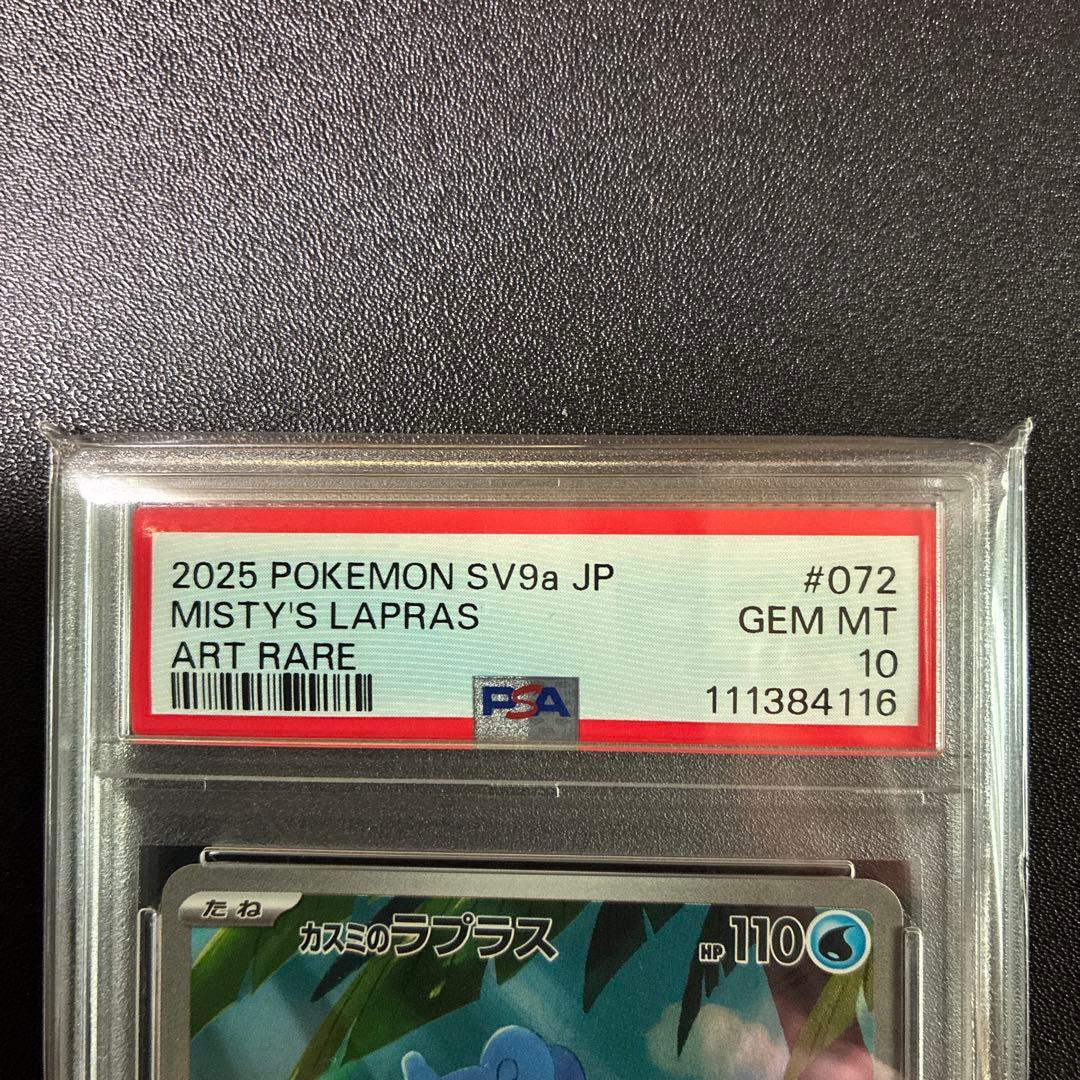 2025 POKEMON SV9a JP #072
MISTY'S LAPRAS GEM MT
ART RARE 10
PSA 111384116
たね カスミのラプラス HP 110